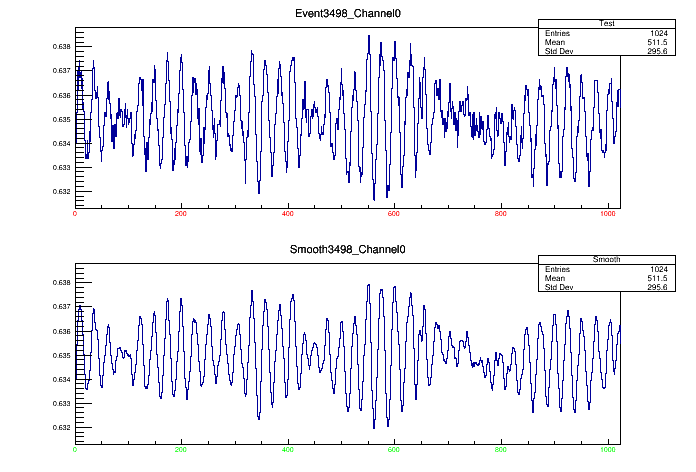 Event3498_Channel0
Test
Entries 1024
Mean 511.5
Std Dev 295.6
0.638
0.637
0.636
0.635
0.634
0.633
0.632
0 200 400 600 800 1000
Smooth3498_Channel0
Smooth
Entries 1024
Mean 511.5
Std Dev 295.6
0.638
0.637
0.636
0.635
0.634
0.633
0.632
0 200 400 600 800 1000